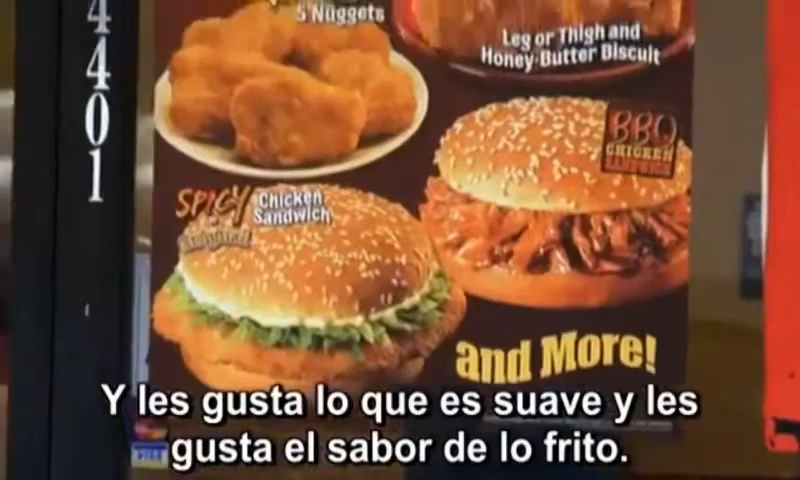 4401
5 Nuggets
Leg or Thigh and
Honey-Butter Biscuit
BBQ
CHICKEN
SANDWICH
SPICY Chicken
Sandwich
and More!
Y les gusta lo que es suave y les
gusta el sabor de lo frito.